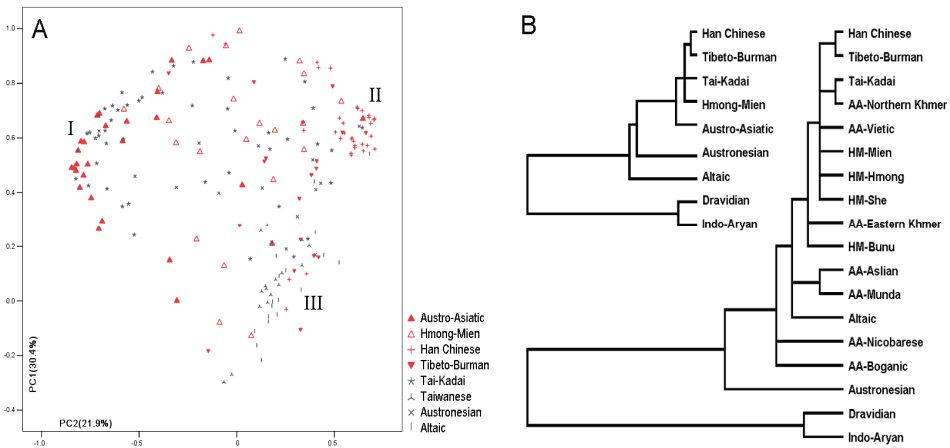 A
B
I
II
III
1.0
0.8
0.6
0.4
0.2
0.0
-0.2
-0.4
PC1(30.4%)
PC2(21.9%)
-1.0
-0.5
0
0.5
Austro-Asiatic
Hmong-Mien
Han Chinese
Tibeto-Burman
Tai-Kadai
Taiwanese
Austronesian
Altaic
Han Chinese
Tibeto-Burman
Tai-Kadai
Hmong-Mien
Austro-Asiatic
Austronesian
Altaic
Dravidian
Indo-Aryan
Han Chinese
Tibeto-Burman
Tai-Kadai
AA-Northern Khmer
AA-Vietic
HM-Mien
HM-Hmong
HM-She
AA-Eastern Khmer
HM-Bunu
AA-Aslian
AA-Munda
Altaic
AA-Nicobarese
AA-Boganic
Austronesian
Dravidian
Indo-Aryan